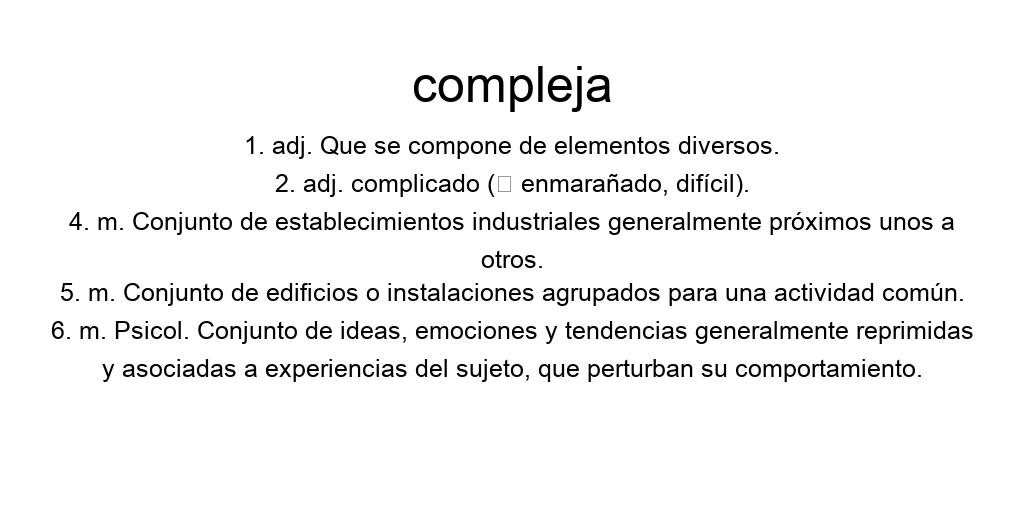 compleja
1. adj. Que se compone de elementos diversos.
2. adj. complicado (▯ enmarañado, difícil).
4. m. Conjunto de establecimientos industriales generalmente próximos unos a
otros.
5. m. Conjunto de edificios o instalaciones agrupados para una actividad común.
6. m. Psicol. Conjunto de ideas, emociones y tendencias generalmente reprimidas
y asociadas a experiencias del sujeto, que perturban su comportamiento.